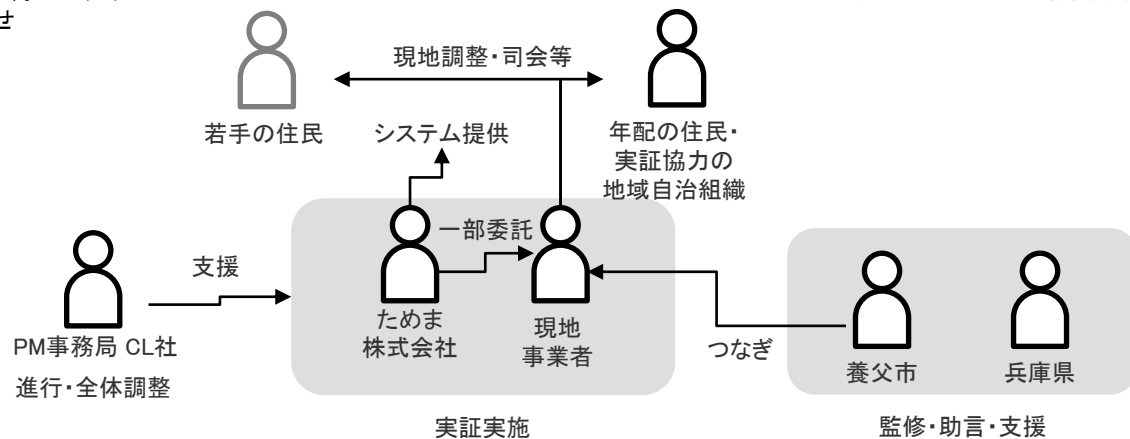 せ
現地調整・司会等
若手の住民
システム提供
年配の住民・
実証協力の
地域自治組織
一部委託
支援
ためま
株式会社
現地
事業者
つなぎ
PM事務局 CL社
進行・全体調整
養父市
兵庫県
実証実施
監修・助言・支援